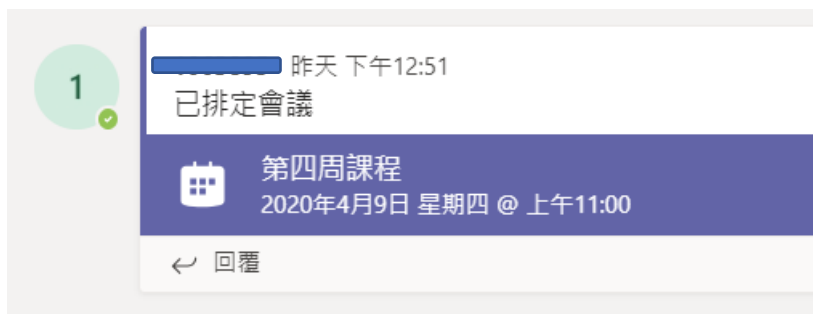 1
昨天 下午12:51
已排定會議
第四周課程
2020年4月9日 星期四 @ 上午11:00
回覆